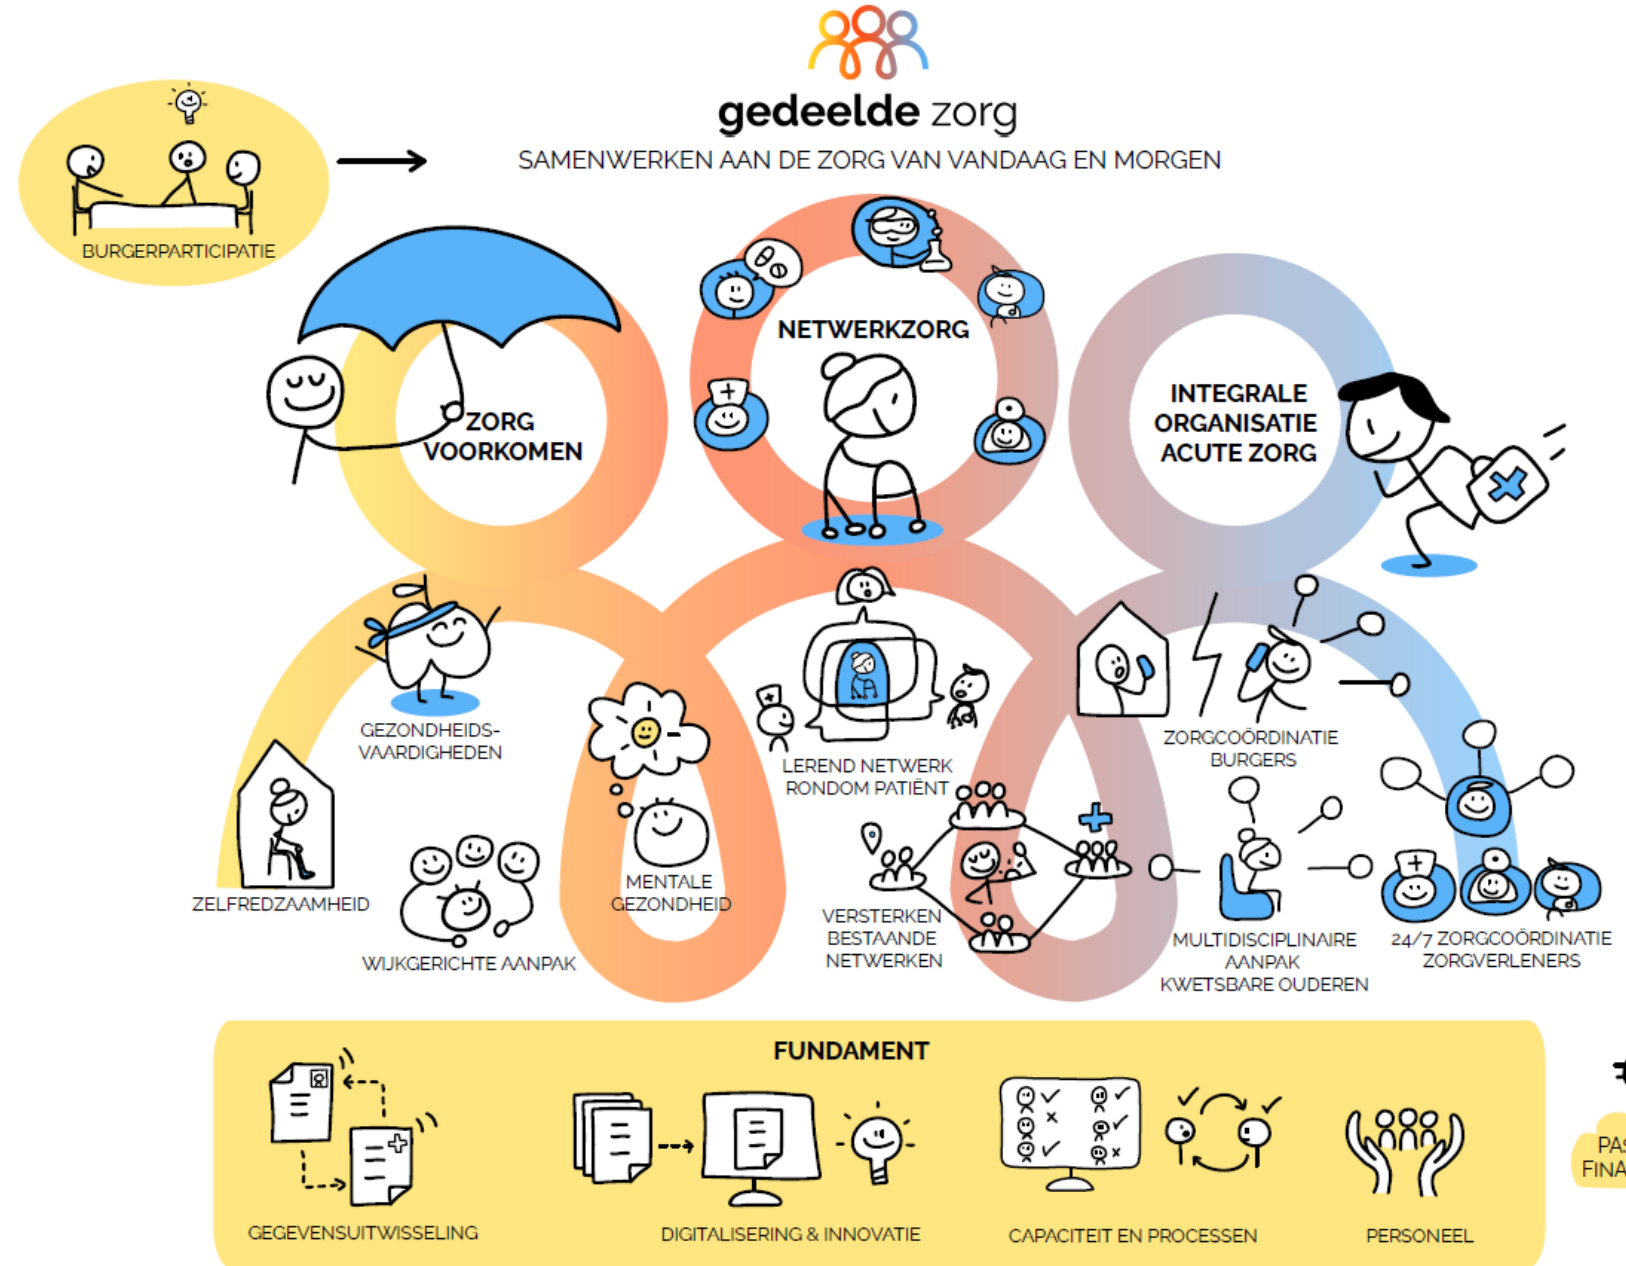 gedeelde zorg
SAMENWERKEN AAN DE ZORG VAN VANDAAG EN MORGEN
BURGERPARTICIPATIE
ZORG
VOORKOMEN
NETWERKZORG
INTEGRALE
ORGANISATIE
ACUTE ZORG
GEZONDHEIDS-
VAARDIGHEDEN
ZELFREDZAAMHEID
WIJKGERICHTE AANPAK
MENTALE
GEZONDHEID
LEREND NETWERK
RONDOM PATIËNT
VERSTERKEN
BESTAANDE
NETWERKEN
ZORGCOÖRDINATIE
BURGERS
MULTIDISCIPLINAIRE
AANPAK
KWETSBARE OUDEREN
24/7 ZORGCOÖRDINATIE
ZORGVERLENERS
FUNDAMENT
GEGEVENSUITWISSELING
DIGITALISERING & INNOVATIE
CAPACITEIT EN PROCESSEN
PERSONEEL